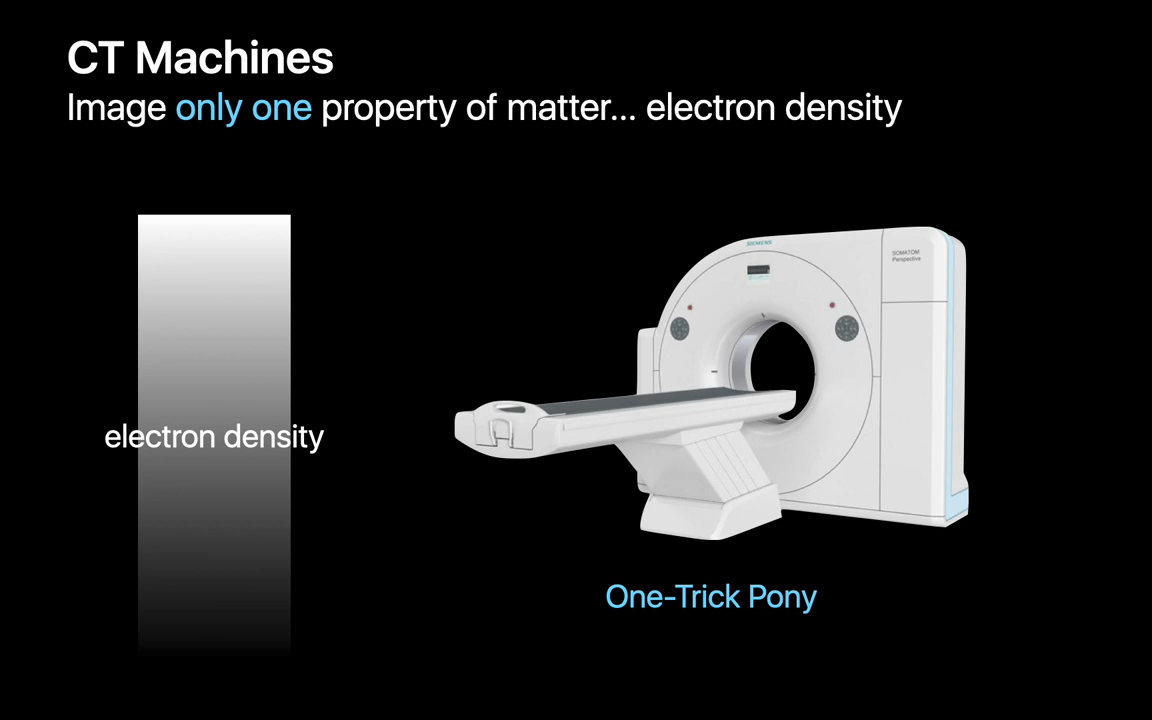 CT Machines
Image only one property of matter... electron density
SIEMENS
SOMATOM
Perspective
electron density
One-Trick Pony